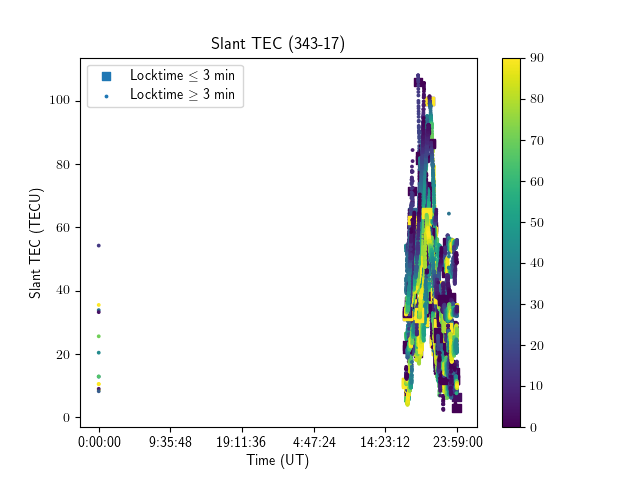 Slant TEC (343-17)
Locktime ≤ 3 min
Locktime ≥ 3 min
Slant TEC (TECU)
100
80
60
40
20
0
0:00:00 9:35:48 19:11:36 4:47:24 14:23:12 23:59:00
Time (UT)
90
80
70
60
50
40
30
20
10
0